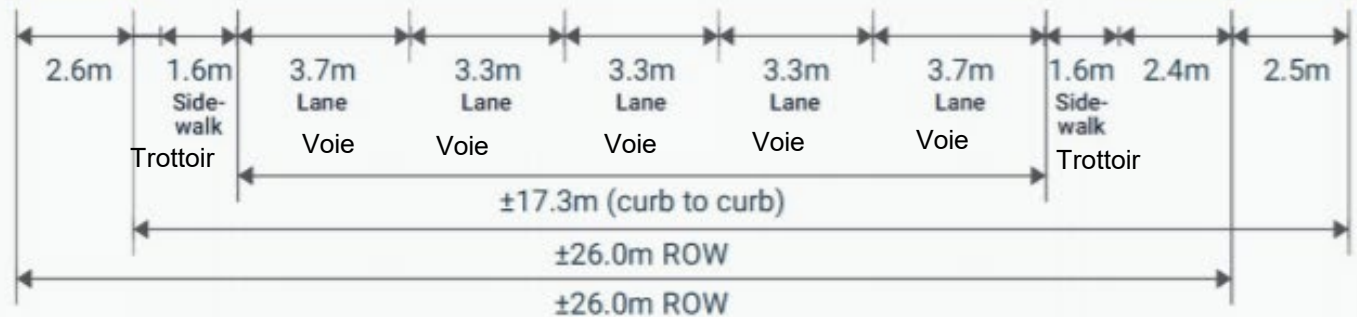 2.6m 1.6m 3.7m 3.3m 3.3m 3.3m 3.7m 1.6m 2.4m 2.5m
Side-walk Lane Lane Lane Lane Lane Side-walk
Trottoir Voie Voie Voie Voie Voie Trottoir
±17.3m (curb to curb)
±26.0m ROW
±26.0m ROW